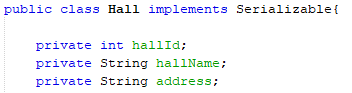 public class Hall implements Serializable{
private int hallId;
private String hallName;
private String address;